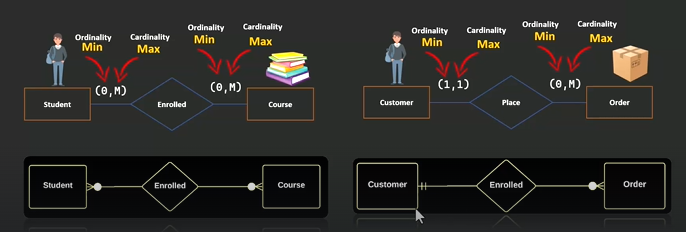 Ordinality
Min
Cardinality
Max
Ordinality
Min
Cardinality
Max
(0,M)
(0,M)
Student
Enrolled
Course
Ordinality
Min
Cardinality
Max
Ordinality
Min
Cardinality
Max
(1,1)
(0,M)
Customer
Place
Order
Student
Enrolled
Course
Customer
Enrolled
Order